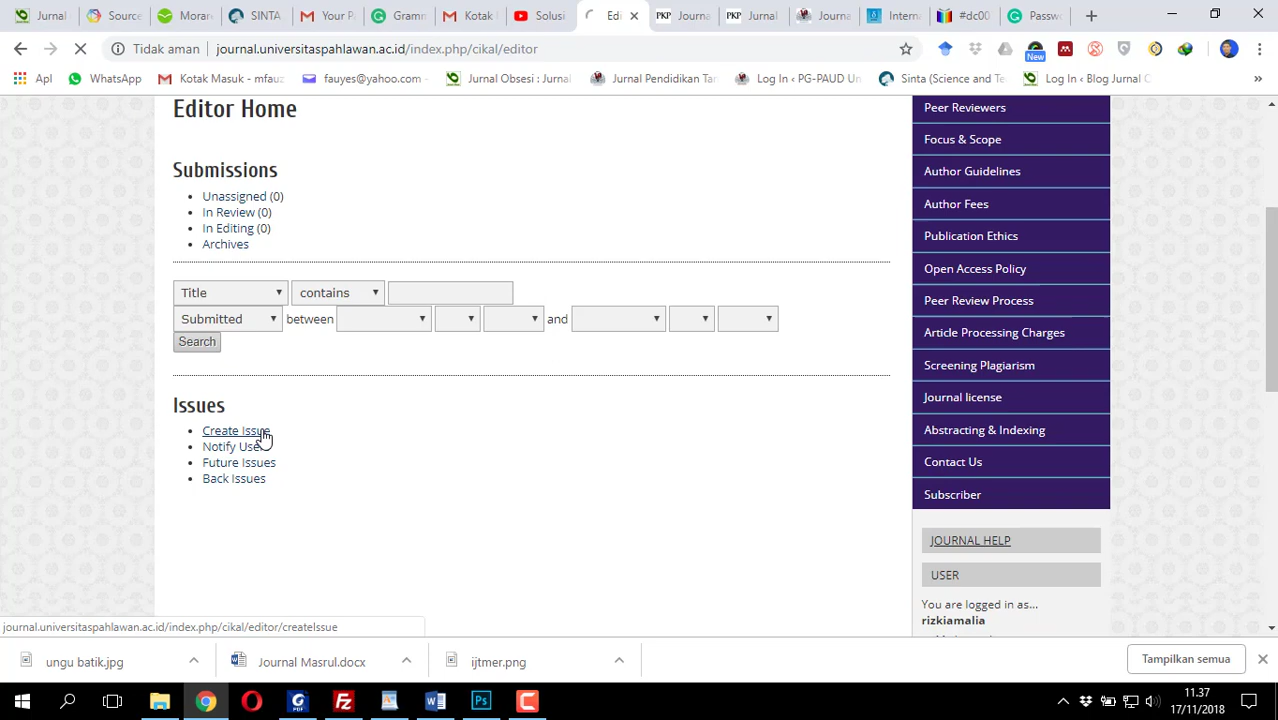 Jurnal
Source
Moraref
SINTA
Your P
Gramm
Kotak
Solusi
Edi
PKP Journa
PKP Jurnal
Journa
Intern
#dc00
Passw
Tidak aman | journal.universitaspahlawan.ac.id/index.php/cikal/editor
New
Apl
WhatsApp
Kotak Masuk - mfauz
fauyes@yahoo.com -
Jurnal Obsesi : Jurnal
Jurnal Pendidikan Tam
Log In ‹ PG-PAUD Un
Sinta (Science and Te
Log In ‹ Blog Jurnal O
»
Editor Home
Submissions
• Unassigned (0)
• In Review (0)
• In Editing (0)
• Archives
Title contains
Submitted between and
Search
Issues
• Create Issue
• Notify Users
• Future Issues
• Back Issues
Peer Reviewers
Focus & Scope
Author Guidelines
Author Fees
Publication Ethics
Open Access Policy
Peer Review Process
Article Processing Charges
Screening Plagiarism
Journal license
Abstracting & Indexing
Contact Us
Subscriber
JOURNAL HELP
USER
You are logged in as...
rizkiamalia
journal.universitaspahlawan.ac.id/index.php/cikal/editor/createIssue
ungu batik.jpg
Journal Masrul.docx
ijtmer.png
Tampilkan semua
11.37
17/11/2018